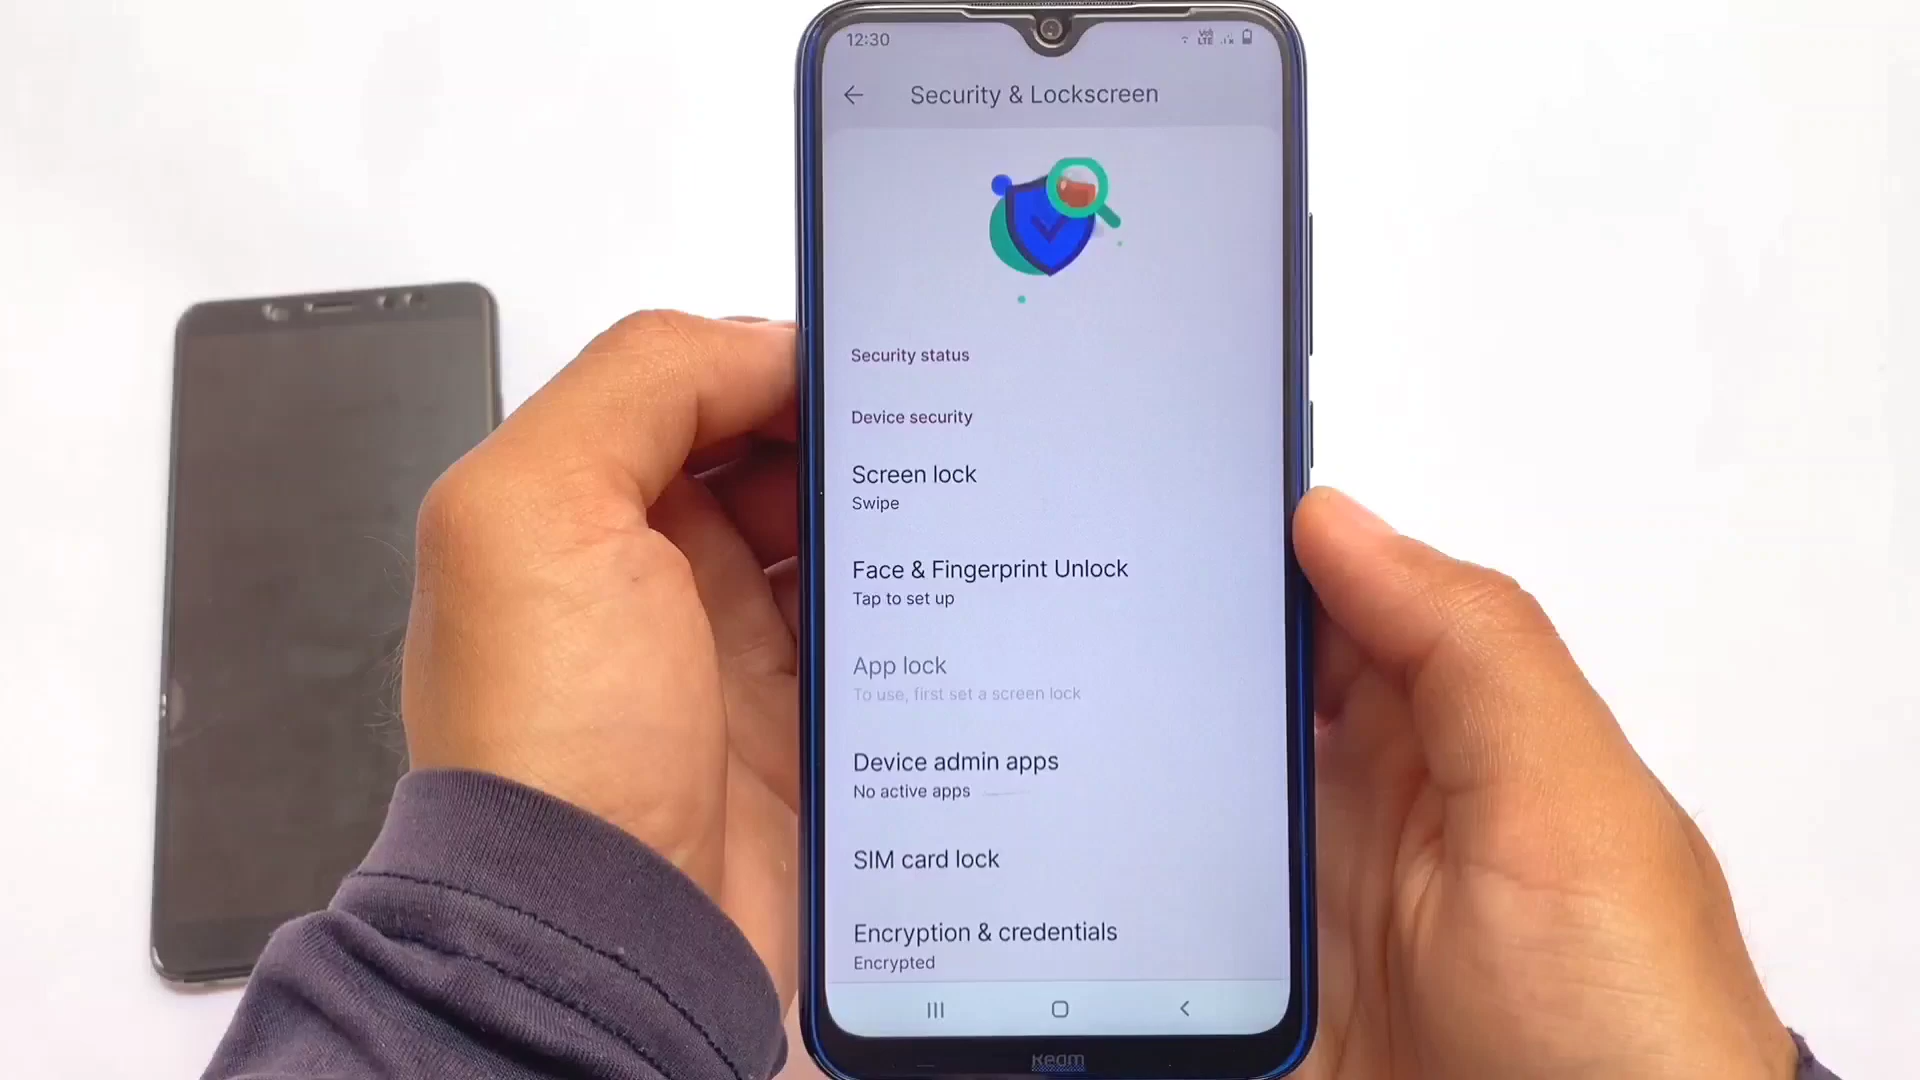 12:30
Vo)
LTE
Security & Lockscreen
Security status
Device security
Screen lock
Swipe
Face & Fingerprint Unlock
Tap to set up
App lock
To use, first set a screen lock
Device admin apps
No active apps
SIM card lock
Encryption & credentials
Encrypted